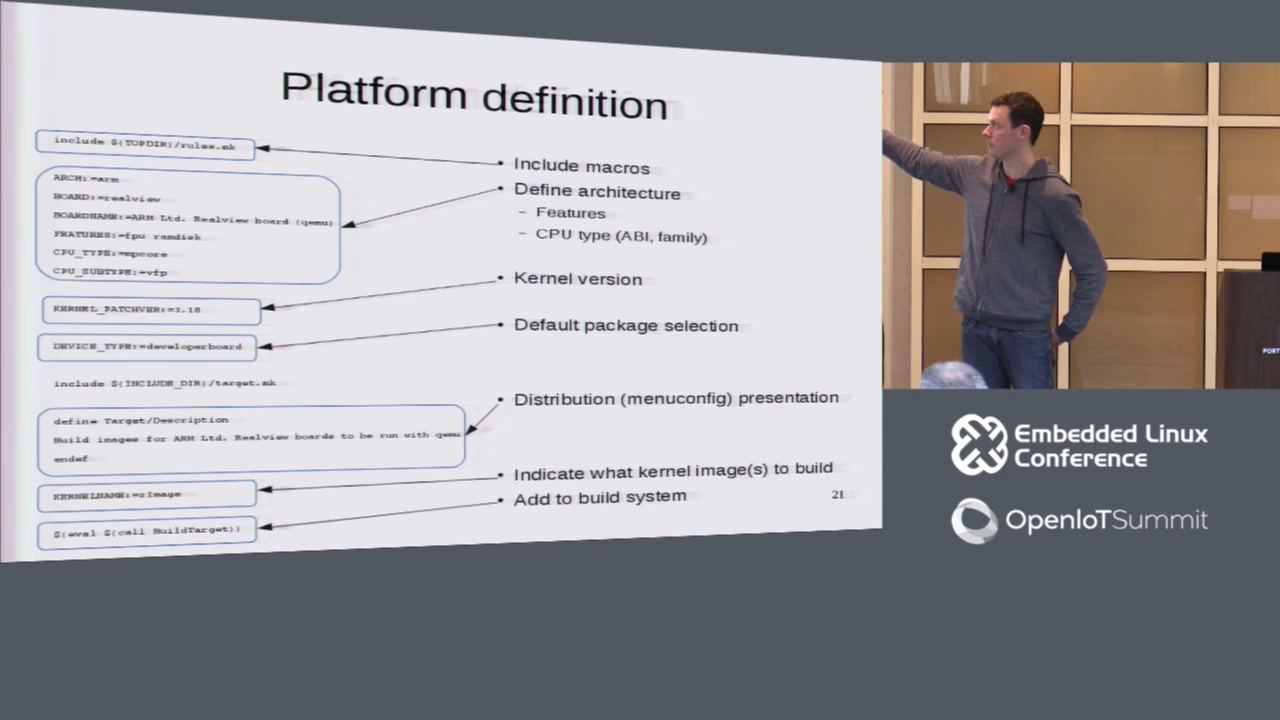 Platform definition
include $(TOPDIR)/rules.mk
ARCH:=arm
BOARD:=realview
BOARDNAME:=ARM Ltd. Realview board (qemu)
FEATURES:=fpu ramdisk
CPU_TYPE:=mpcore
CPU_SUBTYPE:=vfp
KERNEL_PATCHVER:=3.18
DEVICE_TYPE:=developerboard
include $(INCLUDE_DIR)/target.mk
define Target/Description
Build images for ARM Ltd. Realview boards to be run with qemu
endef
KERNELNAME:=zImage
$(eval $(call BuildTarget))
• Include macros
• Define architecture
– Features
– CPU type (ABI, family)
• Kernel version
• Default package selection
• Distribution (menuconfig) presentation
• Indicate what kernel image(s) to build
• Add to build system
21
PORT
Embedded Linux
Conference
OpenIoTSummit